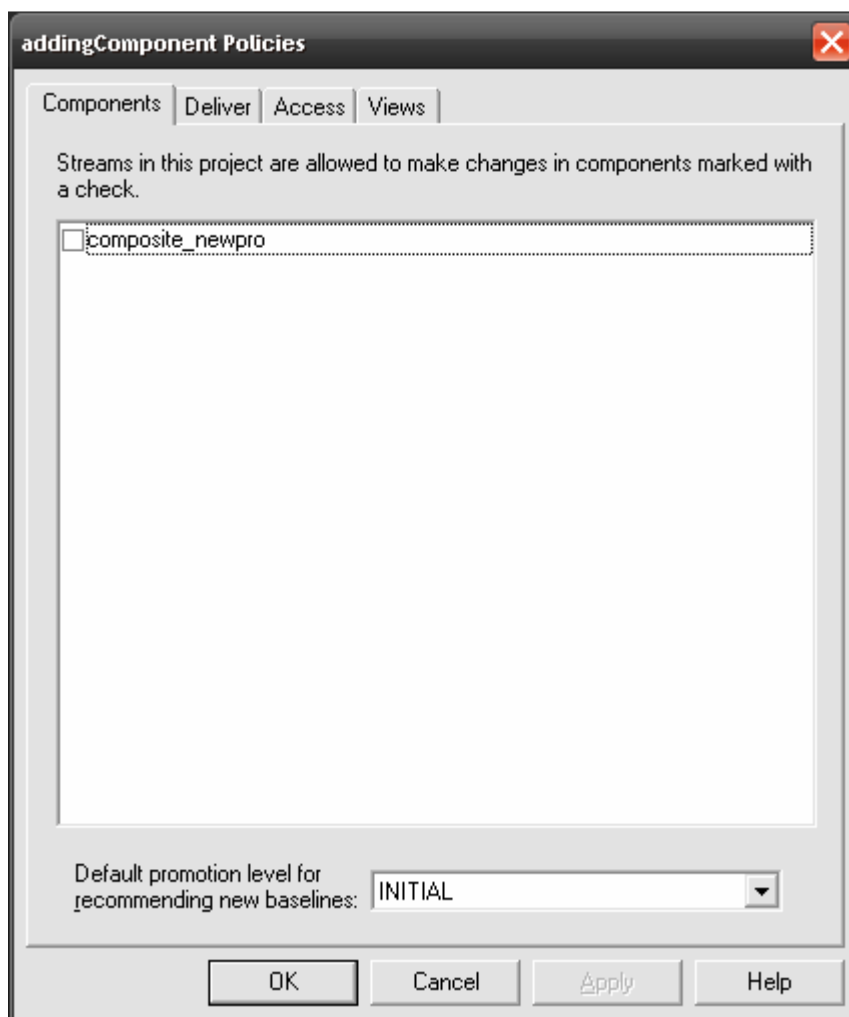 addingComponent Policies
Components Deliver Access Views
Streams in this project are allowed to make changes in components marked with
a check.
composite_newpro
Default promotion level for
recommending new baselines: INITIAL
OK Cancel Apply Help